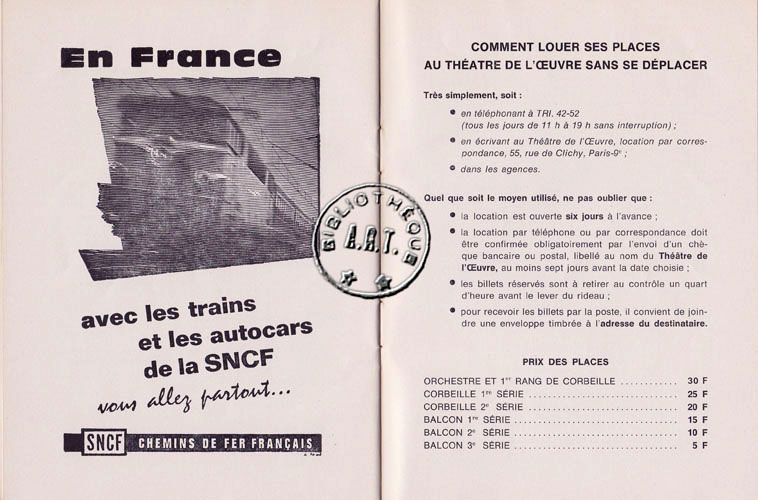 En France
avec les trains
et les autocars
de la SNCF
vous allez partout...
SNCF CHEMINS DE FER FRANÇAIS
BIBLIOTHÈQUE
A.R.T.
COMMENT LOUER SES PLACES
AU THÉATRE DE L'ŒUVRE SANS SE DÉPLACER
Très simplement, soit :
● en téléphonant à TRI. 42-52
(tous les jours de 11 h à 19 h sans interruption) ;
● en écrivant au Théâtre de l'Œuvre, location par corres-
pondance, 55, rue de Clichy, Paris-9e ;
● dans les agences.
Quel que soit le moyen utilisé, ne pas oublier que :
● la location est ouverte six jours à l'avance ;
● la location par téléphone ou par correspondance doit
être confirmée obligatoirement par l'envoi d'un chè-
que bancaire ou postal, libellé au nom du Théâtre de
l'Œuvre, au moins sept jours avant la date choisie ;
● les billets réservés sont à retirer au contrôle un quart
d'heure avant le lever du rideau ;
● pour recevoir les billets par la poste, il convient de join-
dre une enveloppe timbrée à l'adresse du destinataire.
PRIX DES PLACES
ORCHESTRE ET 1er RANG DE CORBEILLE ............ 30 F
CORBEILLE 1re SÉRIE .............................. 25 F
CORBEILLE 2e SÉRIE .............................. 20 F
BALCON 1re SÉRIE .............................. 15 F
BALCON 2e SÉRIE .............................. 10 F
BALCON 3e SÉRIE .............................. 5 F